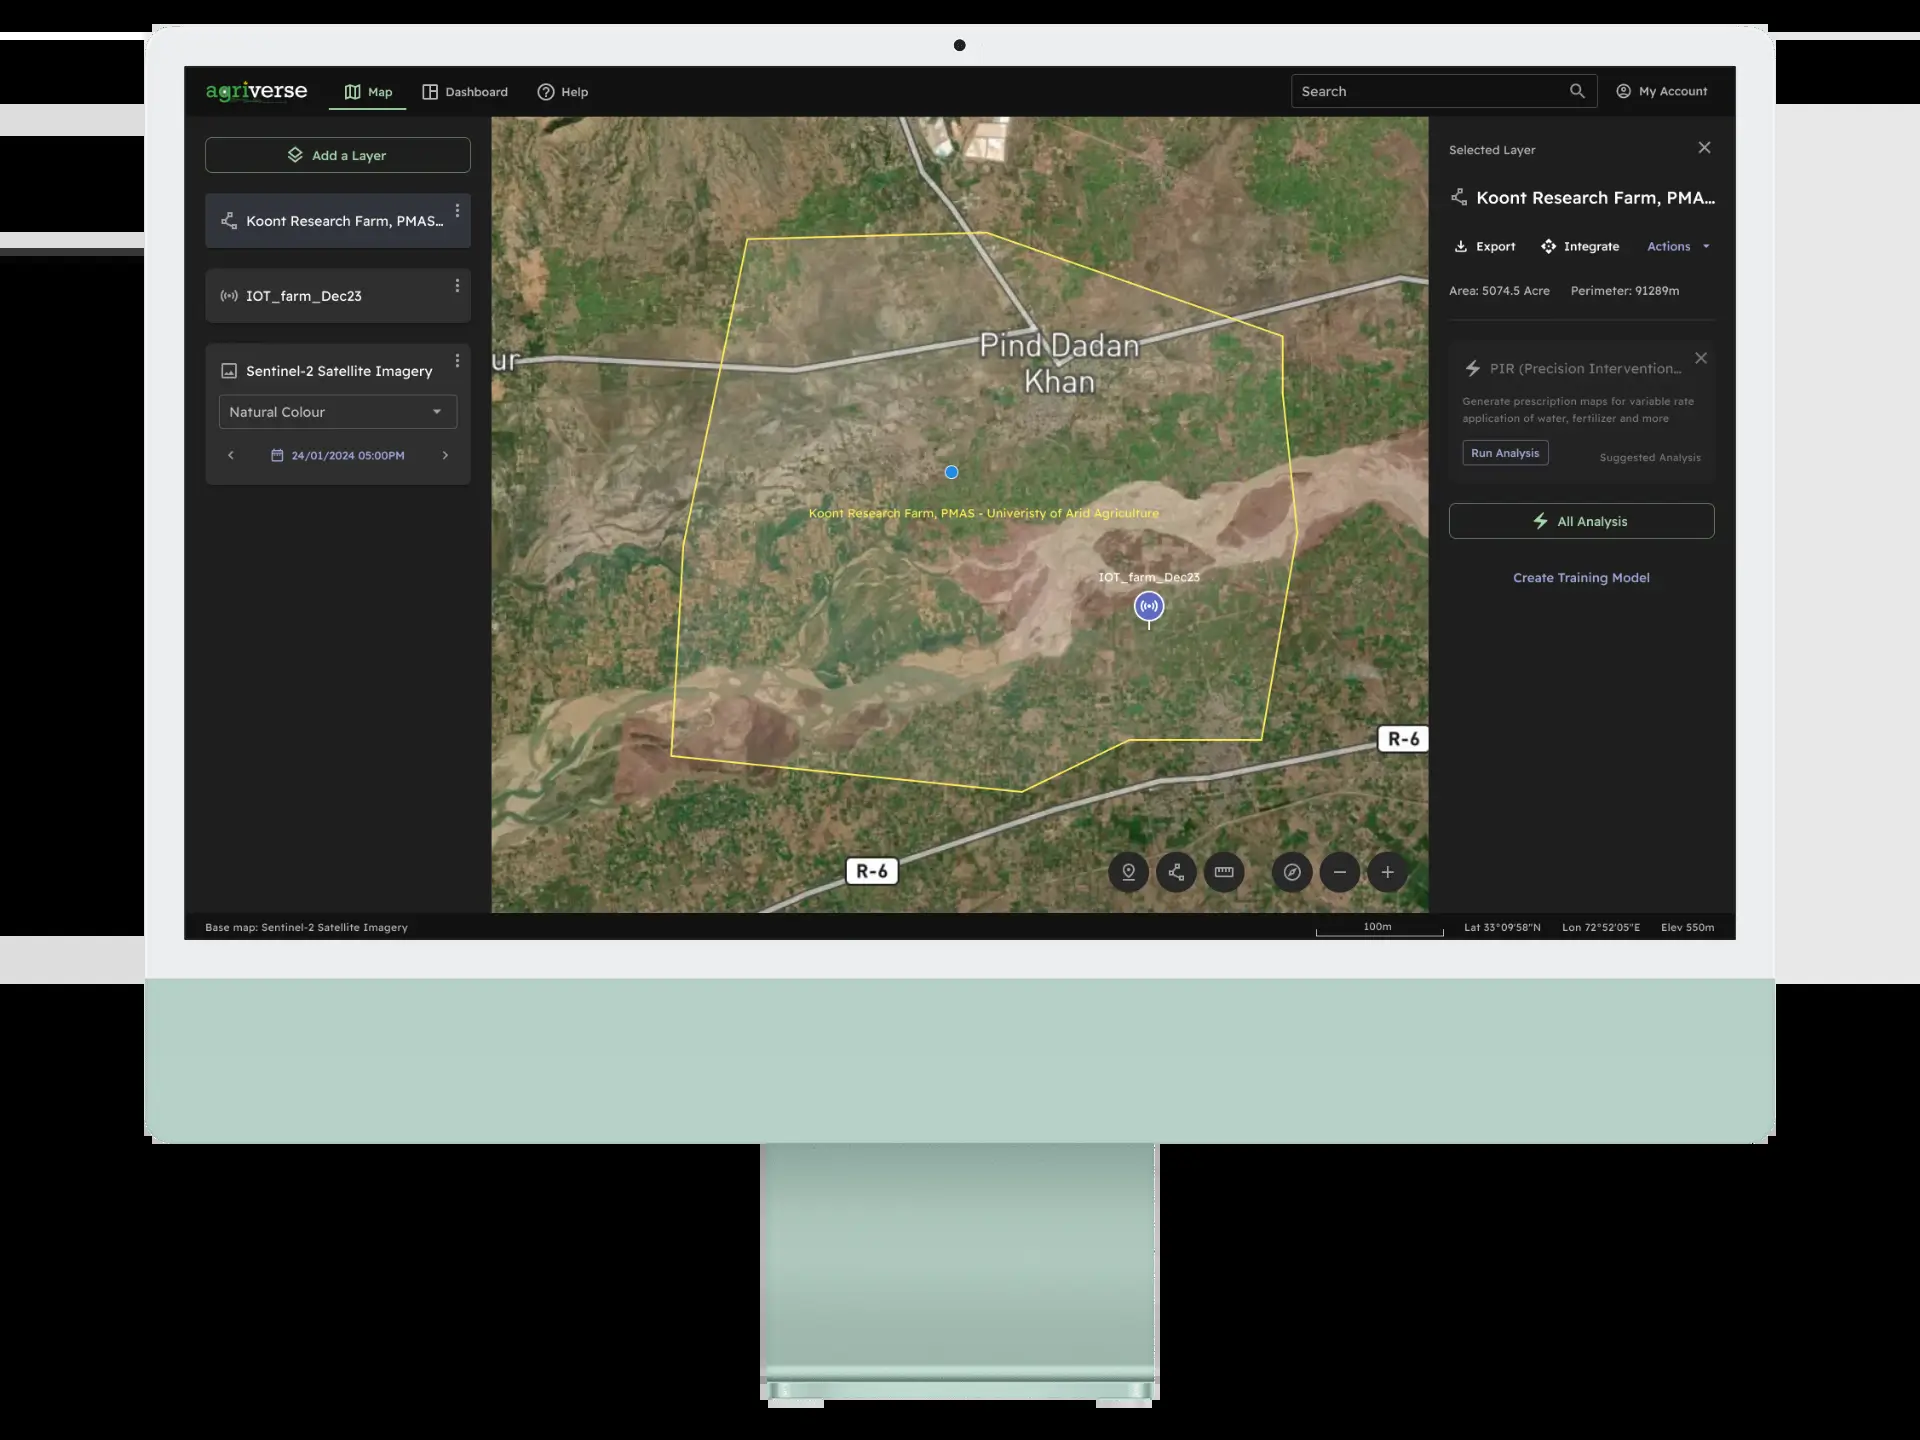 agriverse
Map
Dashboard
Help
Search
My Account
Add a Layer
Koont Research Farm, PMAS...
IOT_farm_Dec23
Sentinel-2 Satellite Imagery
Natural Colour
24/01/2024 05:00PM
ur
Pind Dadan
Khan
Koont Research Farm, PMAS - Univeristy of Arid Agriculture
IOT_farm_Dec23
R-6
R-6
Selected Layer
Koont Research Farm, PMA...
Export
Integrate
Actions
Area: 5074.5 Acre
Perimeter: 91289m
PIR (Precision Intervention...
Generate prescription maps for variable rate
application of water, fertilizer and more
Run Analysis
Suggested Analysis
All Analysis
Create Training Model
Base map: Sentinel-2 Satellite Imagery
100m
Lat 33°09'58"N
Lon 72°52'05"E
Elev 550m